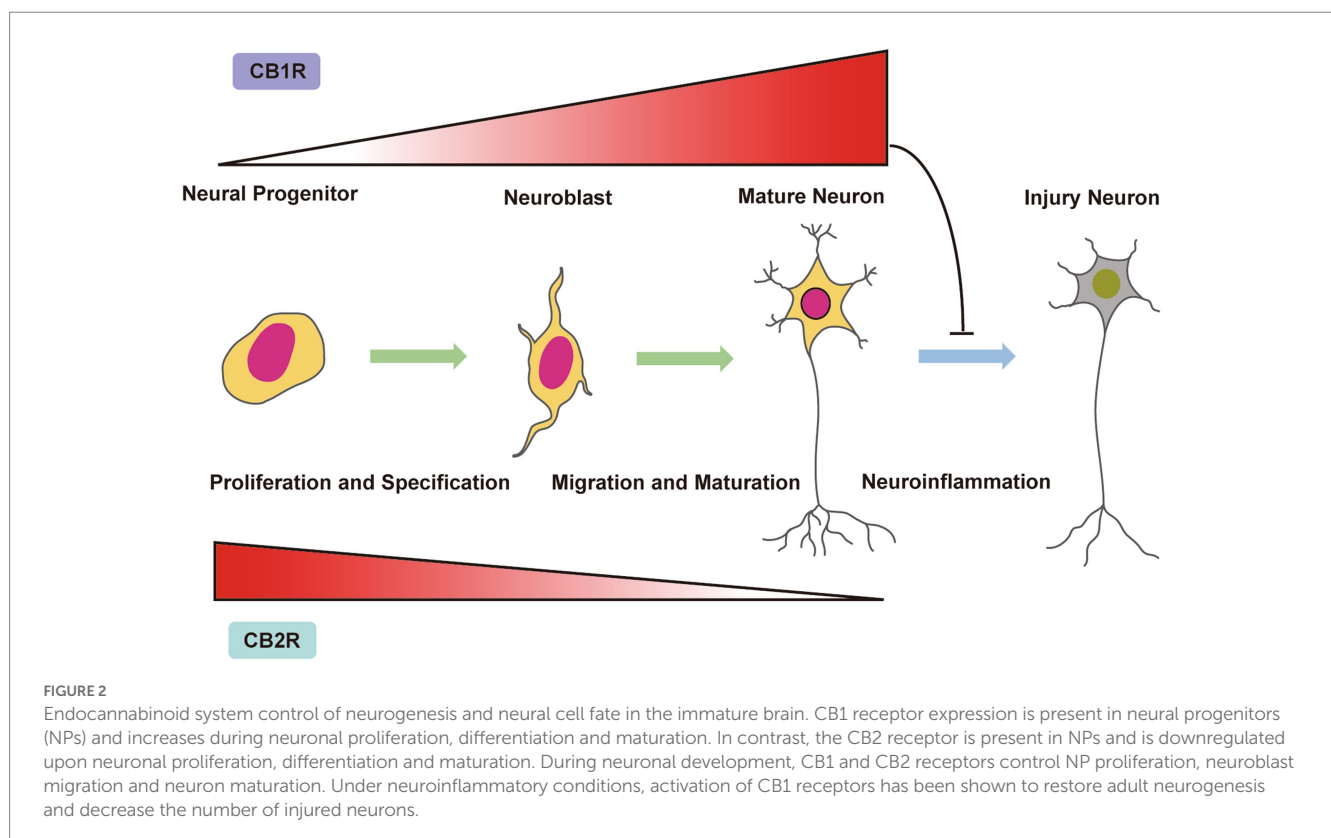 CB1R
Neural Progenitor
Neuroblast
Mature Neuron
Injury Neuron
Proliferation and Specification
Migration and Maturation
Neuroinflammation
CB2R
FIGURE 2
Endocannabinoid system control of neurogenesis and neural cell fate in the immature brain. CB1 receptor expression is present in neural progenitors
(NPs) and increases during neuronal proliferation, differentiation and maturation. In contrast, the CB2 receptor is present in NPs and is downregulated
upon neuronal proliferation, differentiation and maturation. During neuronal development, CB1 and CB2 receptors control NP proliferation, neuroblast
migration and neuron maturation. Under neuroinflammatory conditions, activation of CB1 receptors has been shown to restore adult neurogenesis
and decrease the number of injured neurons.